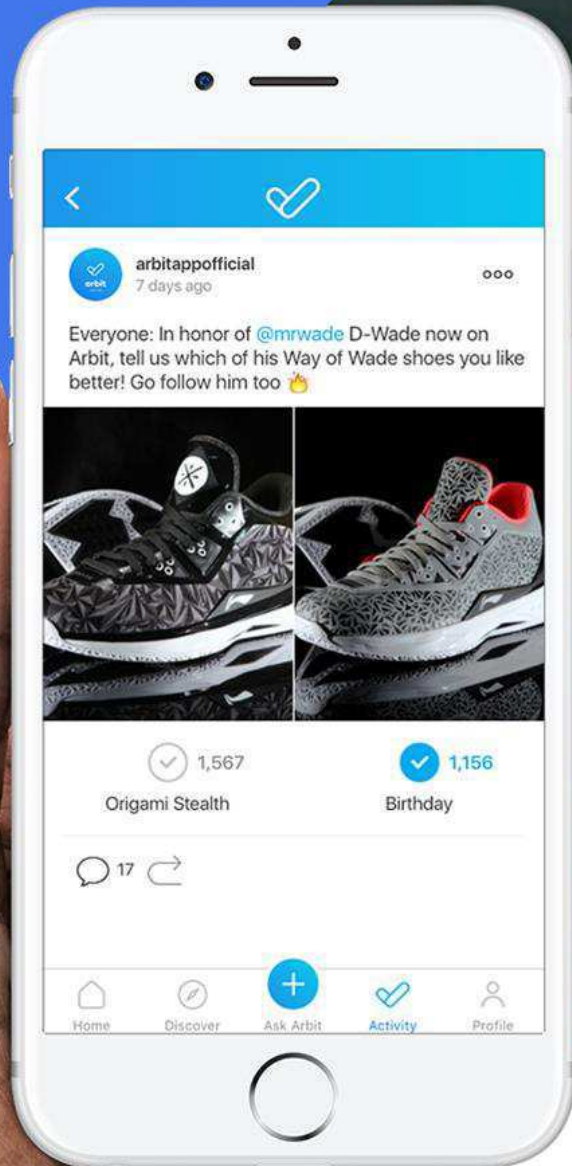 arbitappofficial
7 days ago
arbit
Everyone: In honor of @mrwade D-Wade now on
Arbit, tell us which of his Way of Wade shoes you like
better! Go follow him too 🔥
1,567
1,156
Origami Stealth
Birthday
17
Home
Discover
Ask Arbit
Activity
Profile